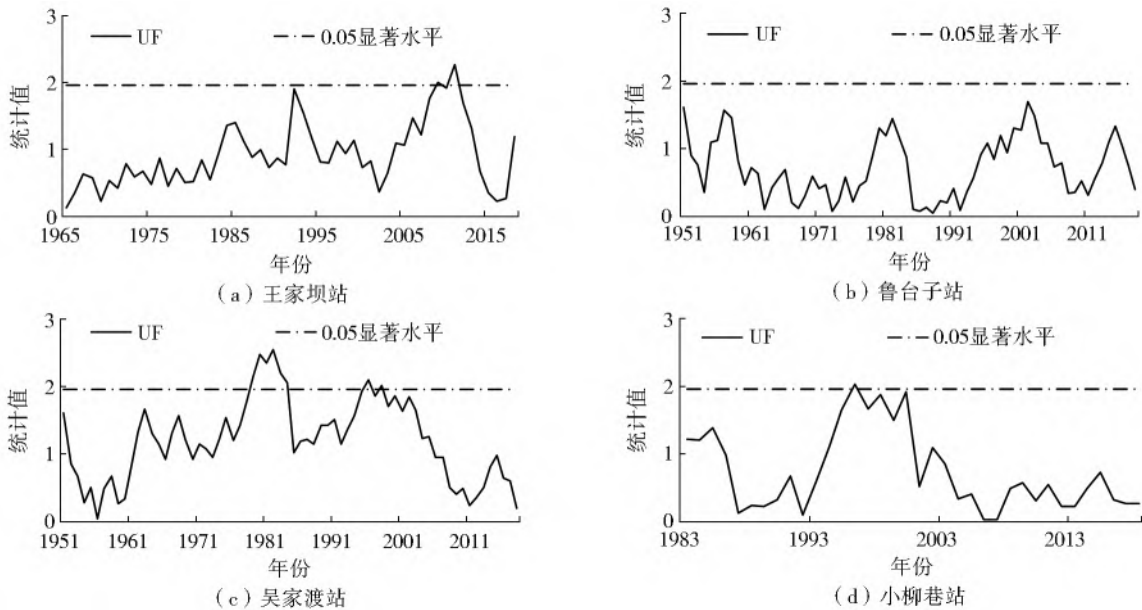 3
UF
0.05显著水平
2
统计值
1
0
1965
1975
1985
1995
2005
2015
年份
（a）王家坝站
3
UF
0.05显著水平
2
统计值
1
0
1951
1961
1971
1981
1991
2001
2011
年份
（b）鲁台子站
3
UF
0.05显著水平
2
统计值
1
0
1951
1961
1971
1981
1991
2001
2011
年份
（c）吴家渡站
3
UF
0.05显著水平
2
统计值
1
0
1983
1993
2003
2013
年份
（d）小柳巷站